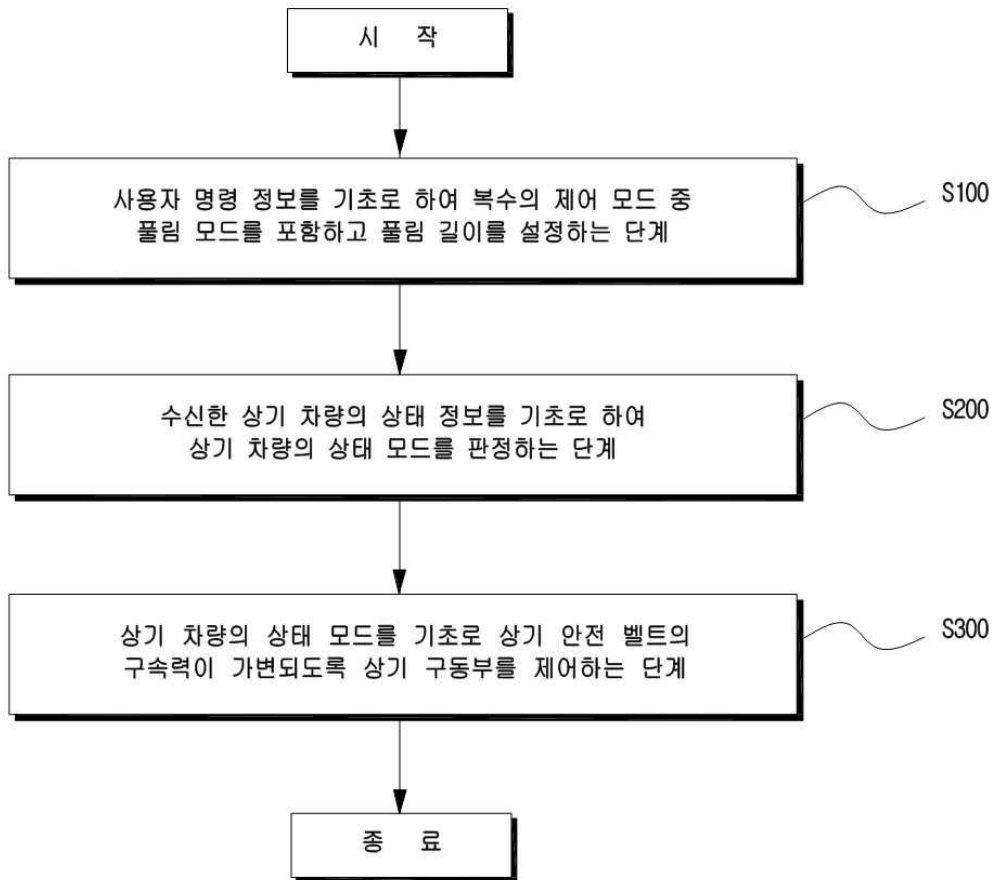 시 작
사용자 명령 정보를 기초로 하여 복수의 제어 모드 중
풀림 모드를 포함하고 풀림 길이를 설정하는 단계
S100
수신한 상기 차량의 상태 정보를 기초로 하여
상기 차량의 상태 모드를 판정하는 단계
S200
상기 차량의 상태 모드를 기초로 상기 안전 벨트의
구속력이 가변되도록 상기 구동부를 제어하는 단계
S300
종 료